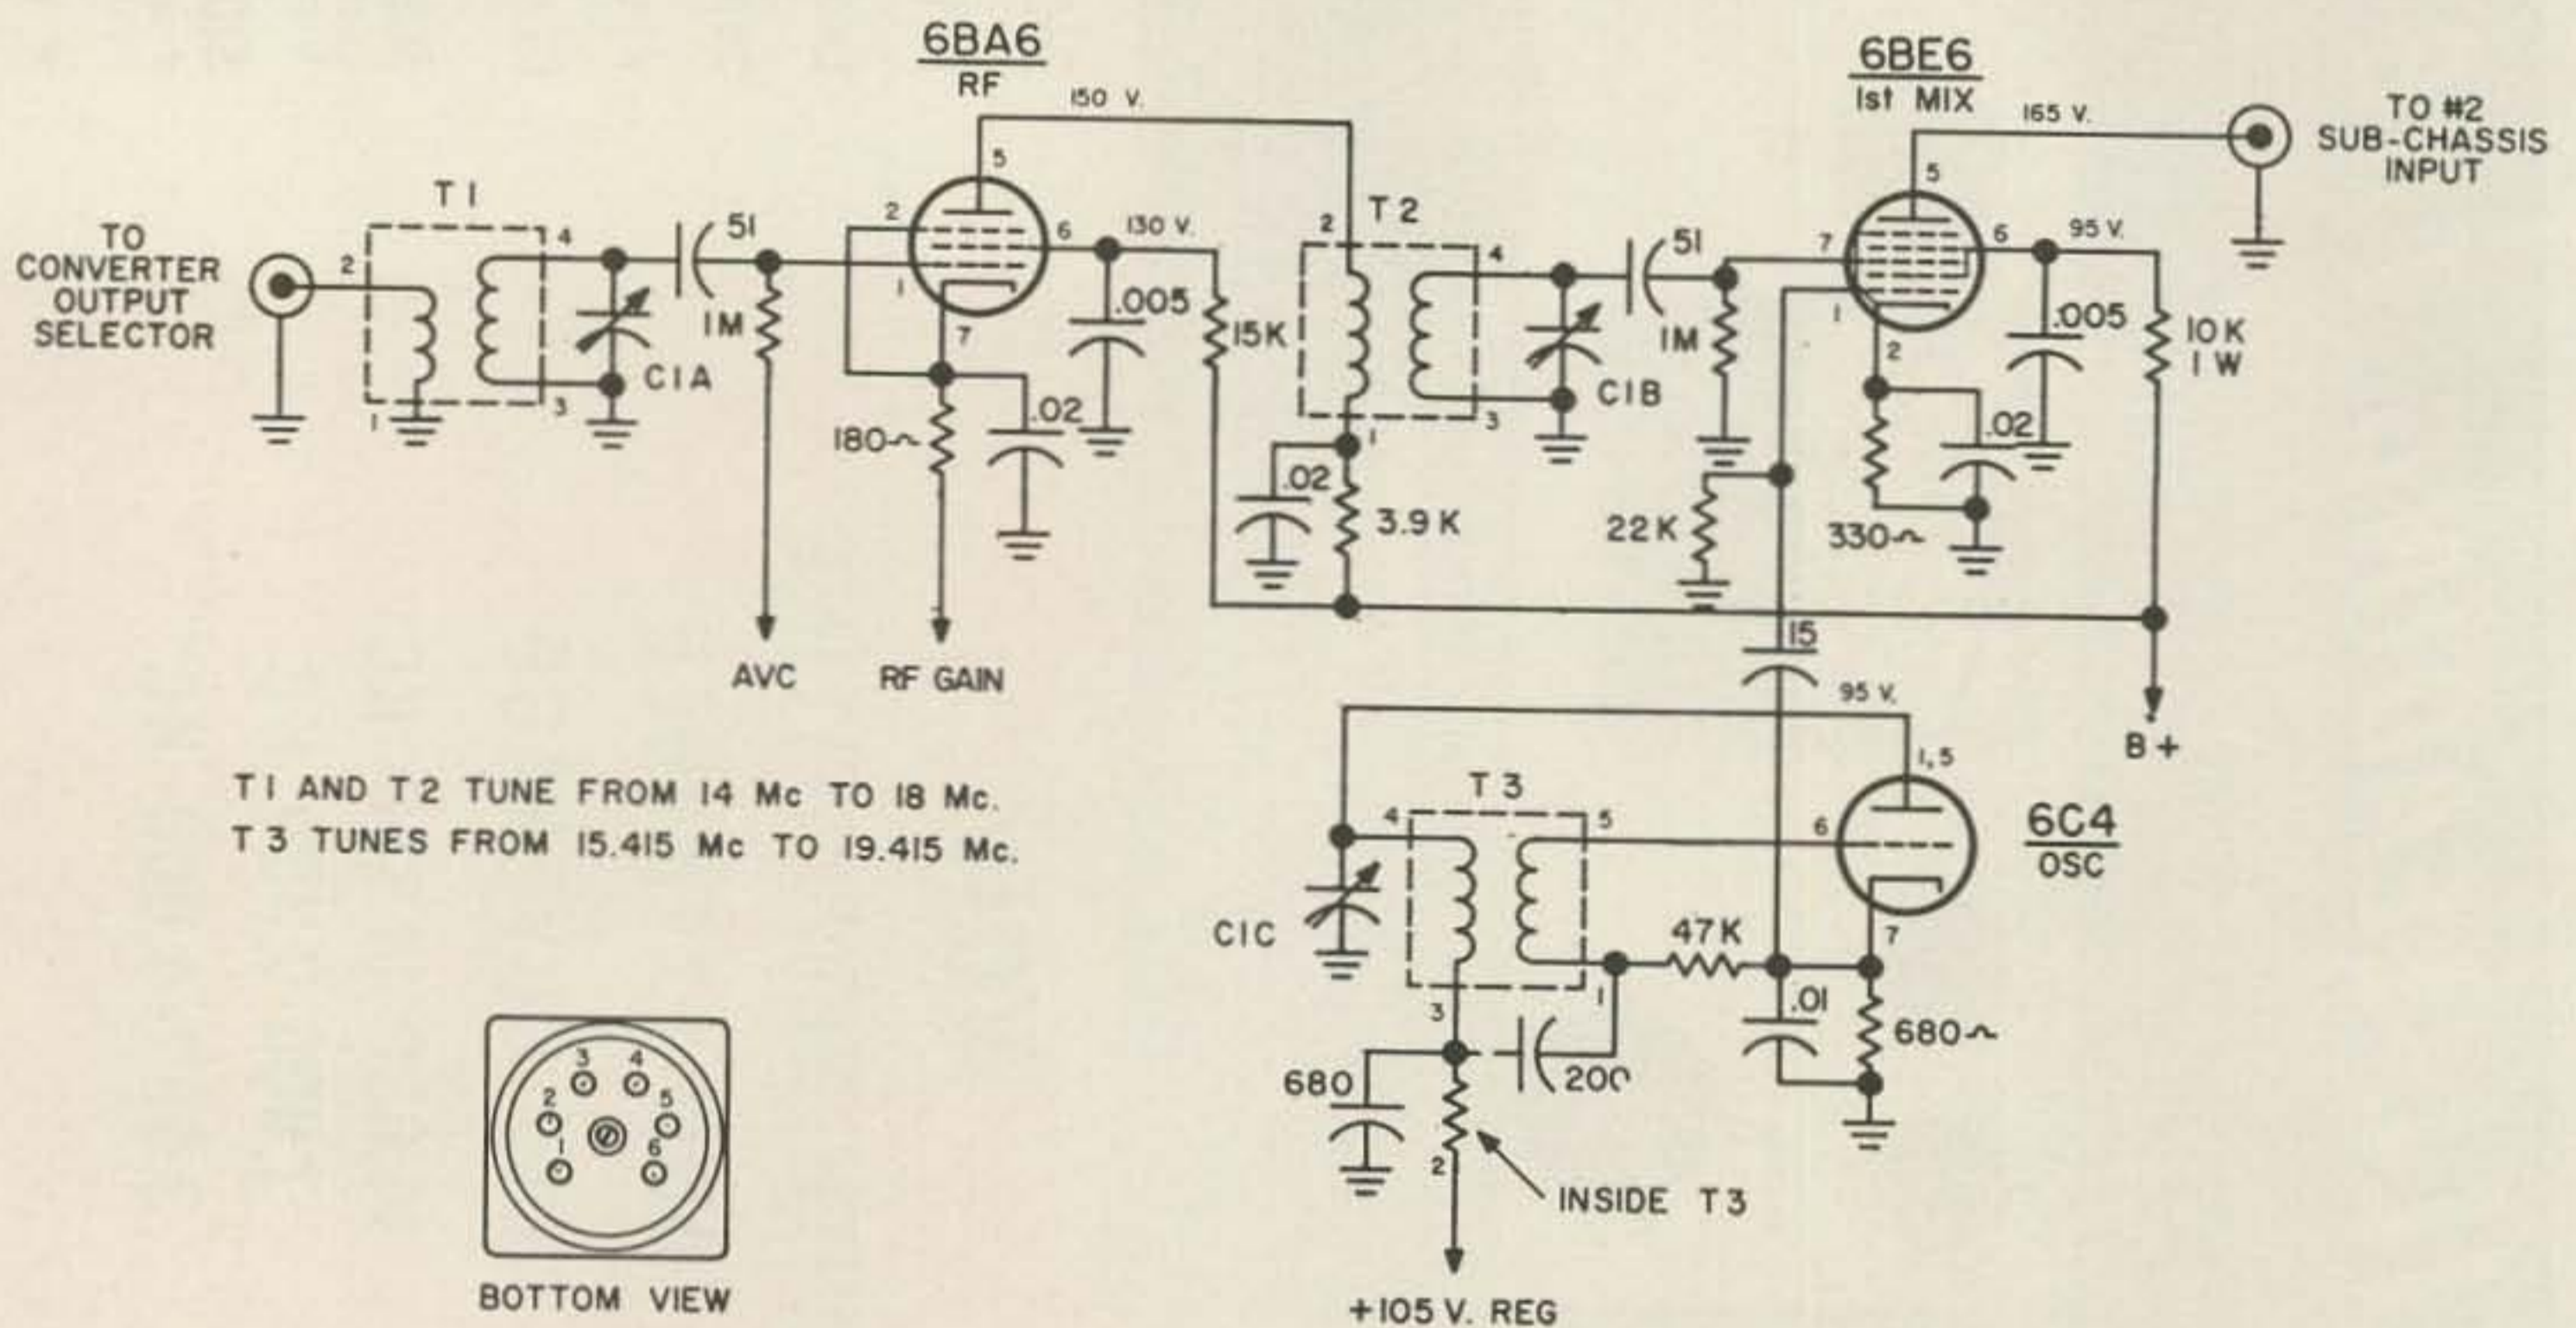 6BA6
RF
150 V.
5
2
1
6
7
130 V.
TO
CONVERTER
OUTPUT
SELECTOR
T1
2
4
1
3
C1A
51
1M
AVC
180~
.02
RF GAIN
.005
15K
T2
2
4
1
3
C1B
.02
3.9K
51
1M
6BE6
1st MIX
165 V.
5
7
1
6
2
95 V.
TO #2
SUB-CHASSIS
INPUT
.005
10K
1 W
.02
330~
22K
15
B+
95 V.
1,5
T3
4
5
3
1
6
7
6C4
OSC
C1C
47K
.01
680~
680
200
2
INSIDE T3
+105 V. REG
T1 AND T2 TUNE FROM 14 Mc TO 18 Mc.
T3 TUNES FROM 15.415 Mc TO 19.415 Mc.
3 4
2 5
1 6
BOTTOM VIEW